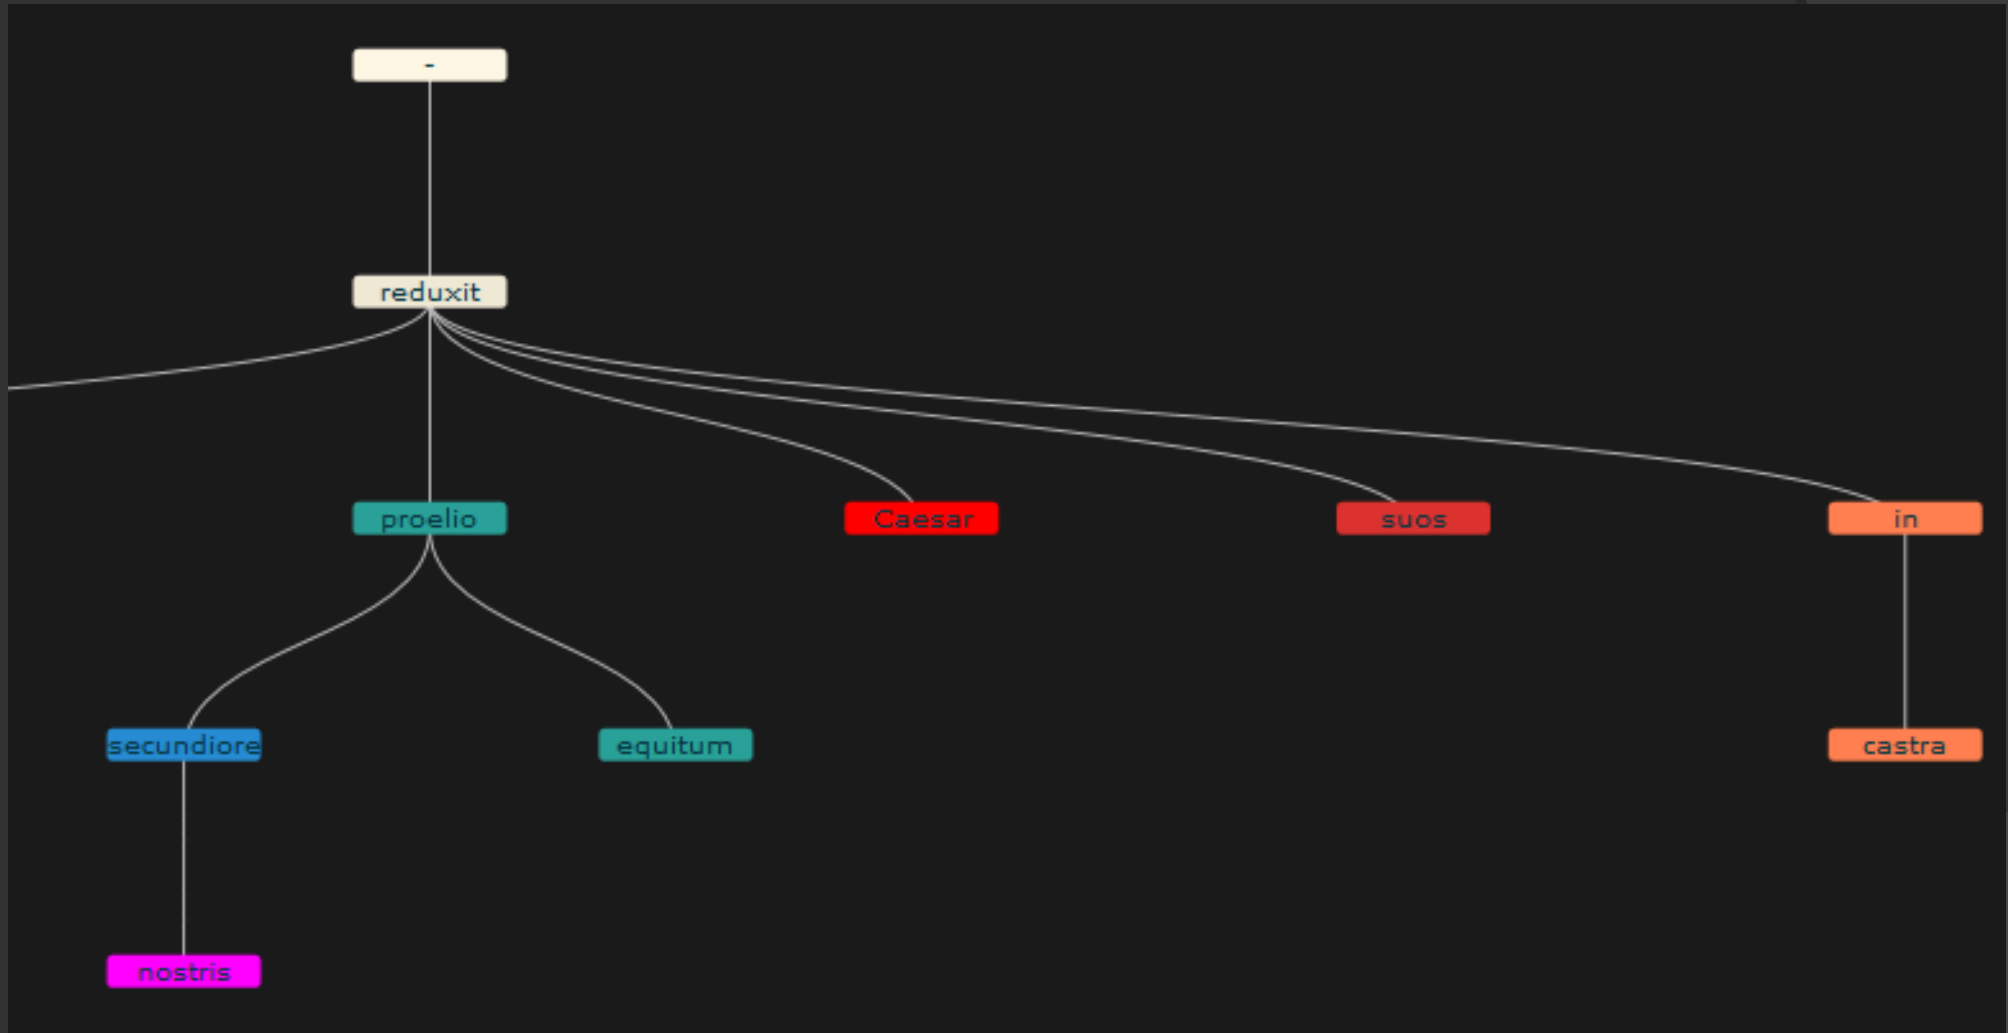 -
reduxit
proelio Caesar suos in
secundiore equitum castra
nostris